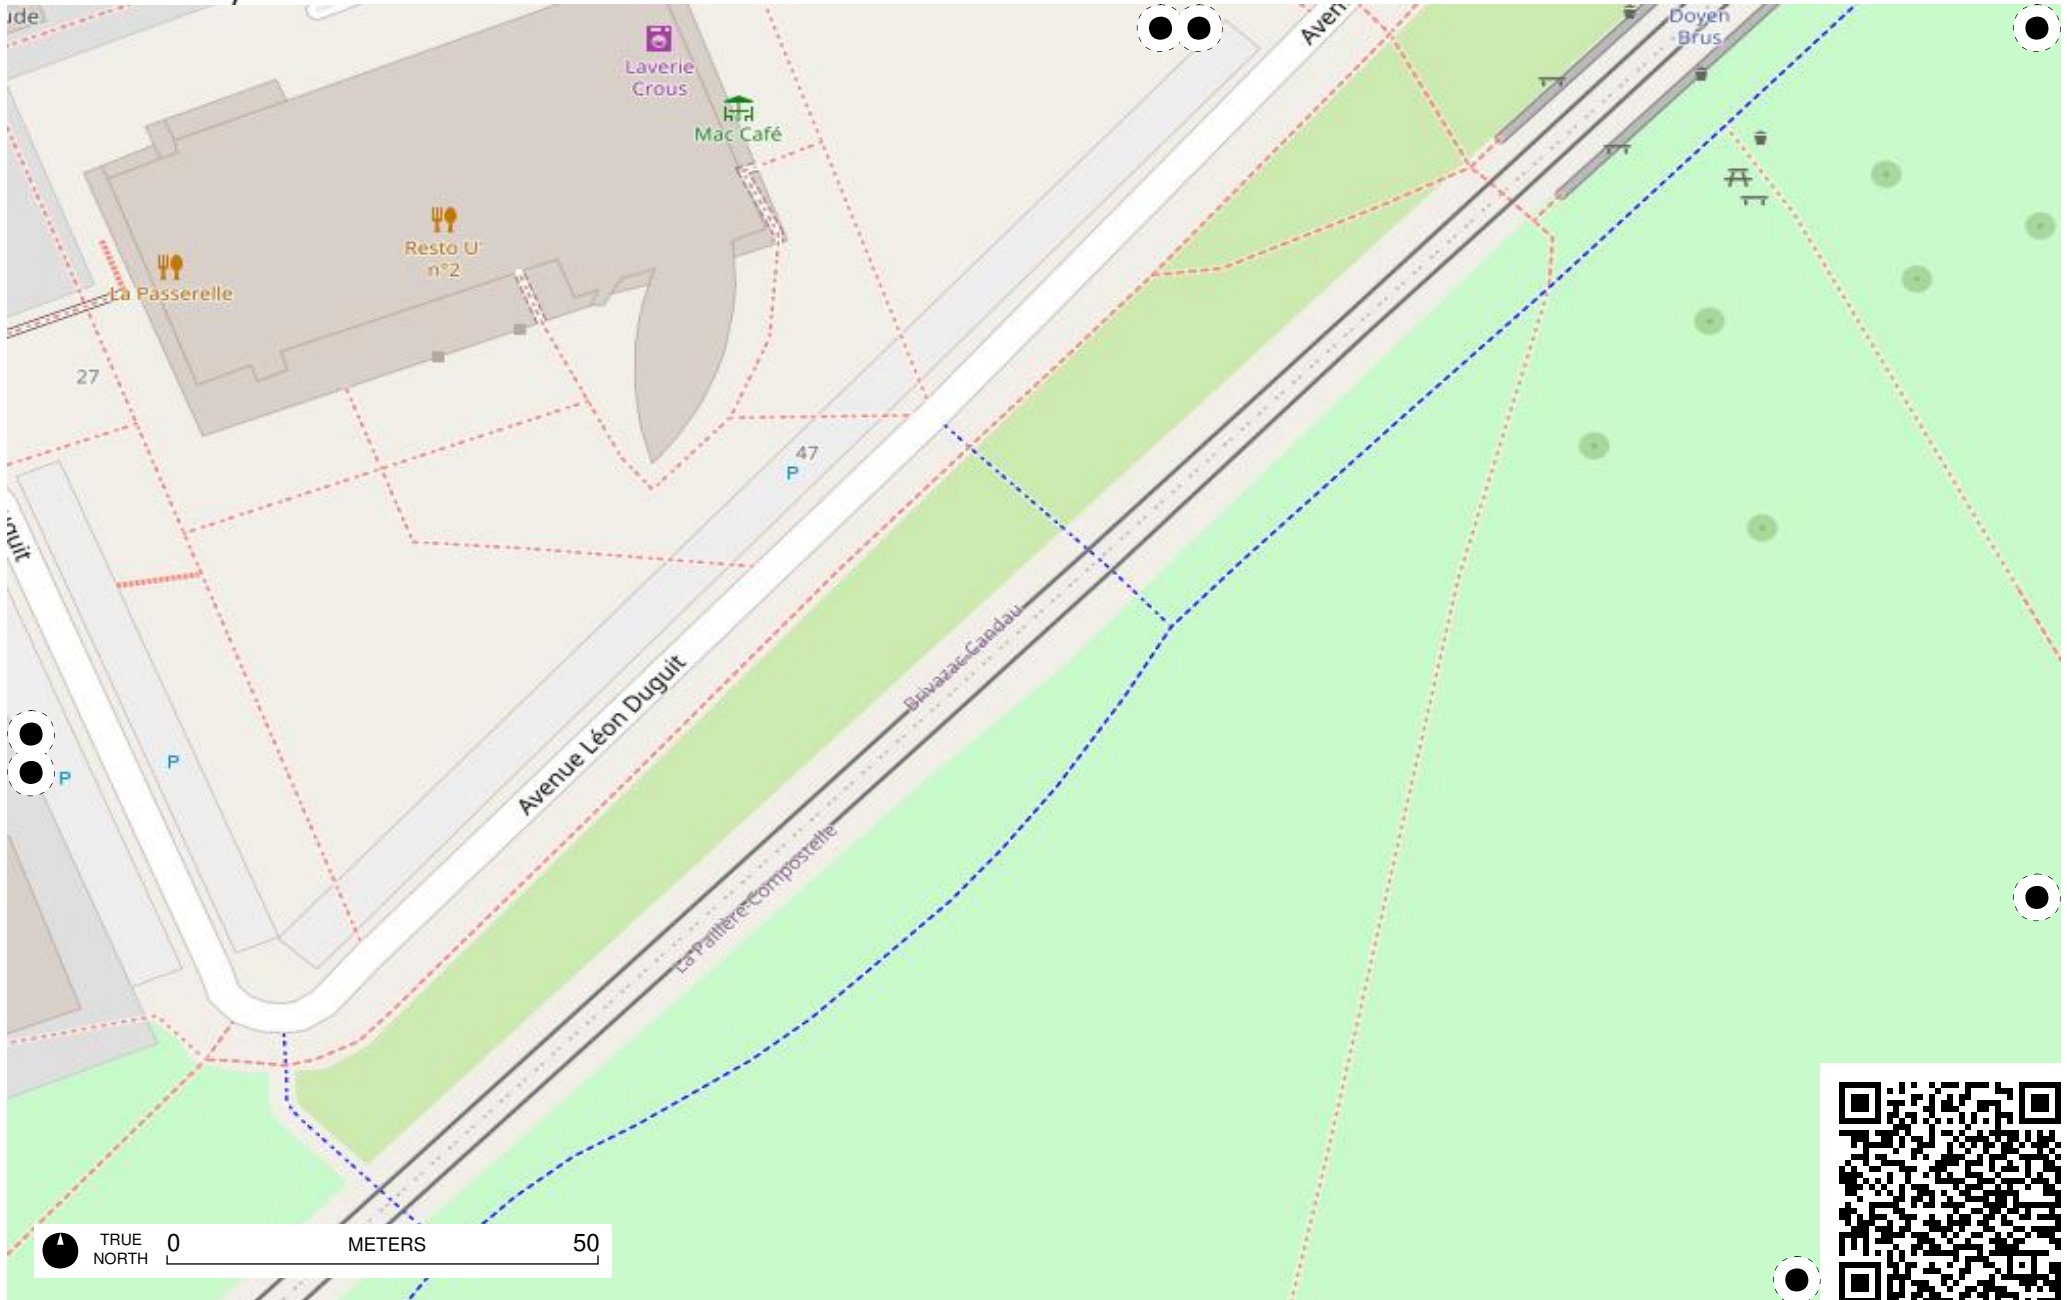 ude
Laverie
Crous
Mac Café
Resto U
n°2
La Passerelle
27
47
P
guit
P
P
Aven
Doyen
Brus
Brivazac-Candau
Avenue Léon Duguit
La Paillère-Compostelle
TRUE
NORTH
0
METERS
50